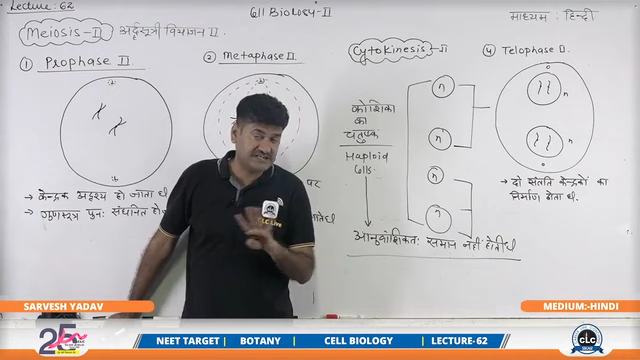 Lecture: 62
Cell Biology-II
माध्यम: हिन्दी
Meiosis-II अर्द्धसूत्री विभाजन II
① Prophase II
② Metaphase II
Cytokinesis-II
④ Telophase II
कोशिका
का
चतुष्क
Haploid
Cells
n
n
n
n
n
n
→ केन्द्रक अदृश्य हो जाता है
→ गुणसूत्र पुनः संघनित
पर
→ दो संतति केन्द्रकों का
निर्माण होता है.
आनुवांशिकतः समान नहीं होती है
CLC LIVE
SARVESH YADAV
MEDIUM:-HINDI
25
NEET TARGET
BOTANY
CELL BIOLOGY
LECTURE-62
CLC